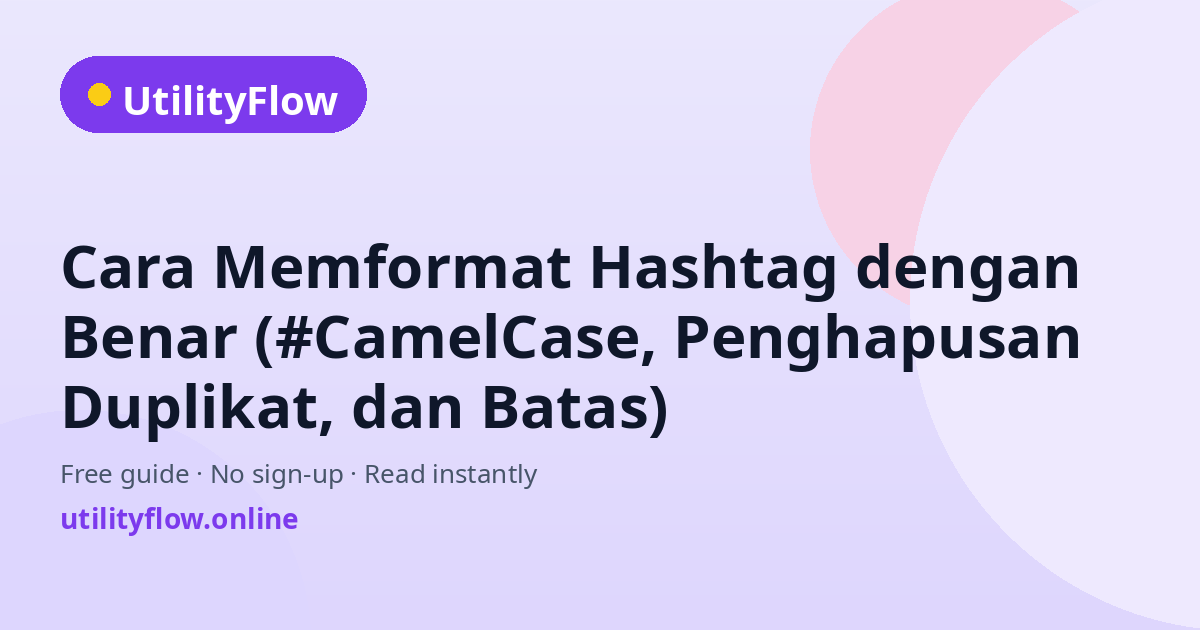 UtilityFlow
Cara Memformat Hashtag dengan
Benar (#CamelCase, Penghapusan
Duplikat, dan Batas)
Free guide · No sign-up · Read instantly
utilityflow.online